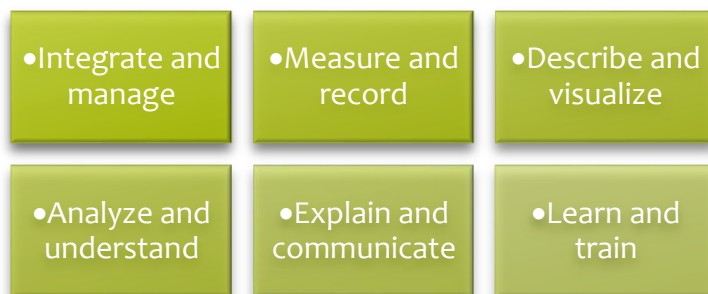 •Integrate and
manage
•Measure and
record
•Describe and
visualize
•Analyze and
understand
•Explain and
communicate
•Learn and
train